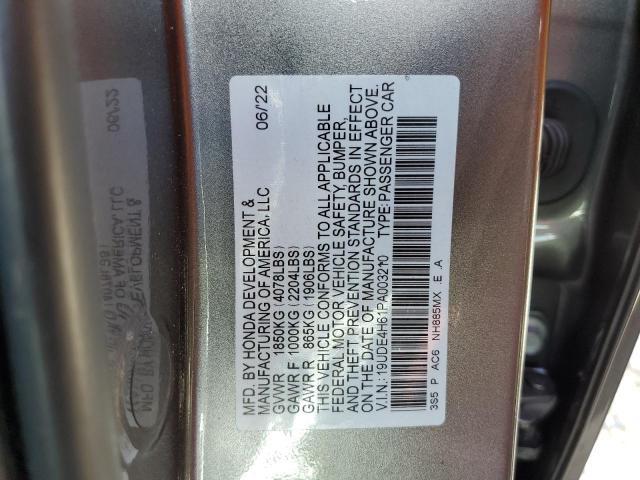 MFD. BY HONDA DEVELOPMENT & 06/'22
MANUFACTURING OF AMERICA, LLC
GVWR 1850KG (4078LBS)
GAWR F 1000KG (2204LBS)
GAWR R 865KG (1906LBS)
THIS VEHICLE CONFORMS TO ALL APPLICABLE
FEDERAL MOTOR VEHICLE SAFETY, BUMPER,
AND THEFT PREVENTION STANDARDS IN EFFECT
ON THE DATE OF MANUFACTURE SHOWN ABOVE.
V.I.N.: 19UDE4H61PA003210 TYPE: PASSENGER CAR
3S5 P AC6 NH885MX E A